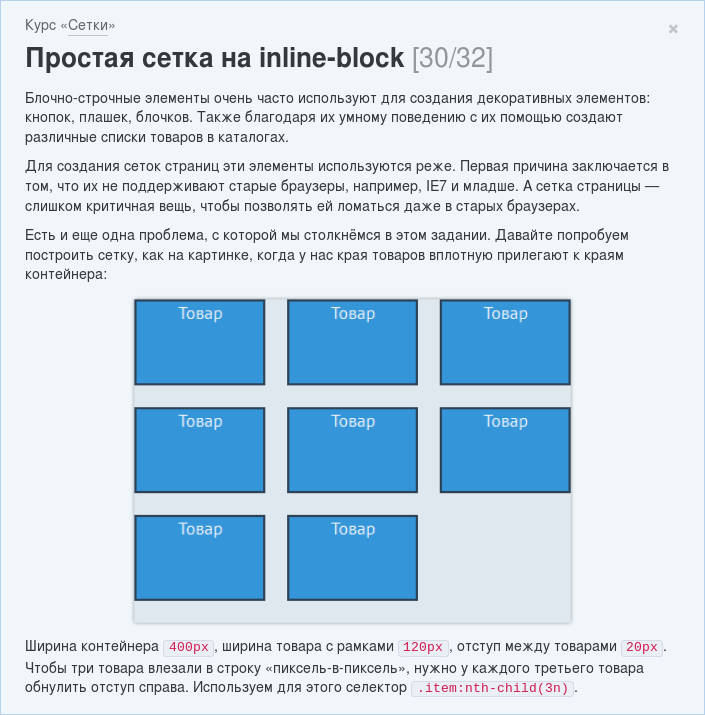 Курс «Сетки»
×
Простая сетка на inline-block [30/32]
Блочно-строчные элементы очень часто используют для создания декоративных элементов:
кнопок, плашек, блочков. Также благодаря их умному поведению с их помощью создают
различные списки товаров в каталогах.
Для создания сеток страниц эти элементы используются реже. Первая причина заключается в
том, что их не поддерживают старые браузеры, например, IE7 и младше. А сетка страницы —
слишком критичная вещь, чтобы позволять ей ломаться даже в старых браузерах.
Есть и еще одна проблема, с которой мы столкнёмся в этом задании. Давайте попробуем
построить сетку, как на картинке, когда у нас края товаров вплотную прилегают к краям
контейнера:
Товар Товар Товар
Товар Товар Товар
Товар Товар
Ширина контейнера 400px, ширина товара с рамками 120px, отступ между товарами 20px.
Чтобы три товара влезали в строку «пиксель-в-пиксель», нужно у каждого третьего товара
обнулить отступ справа. Используем для этого селектор .item:nth-child(3n).